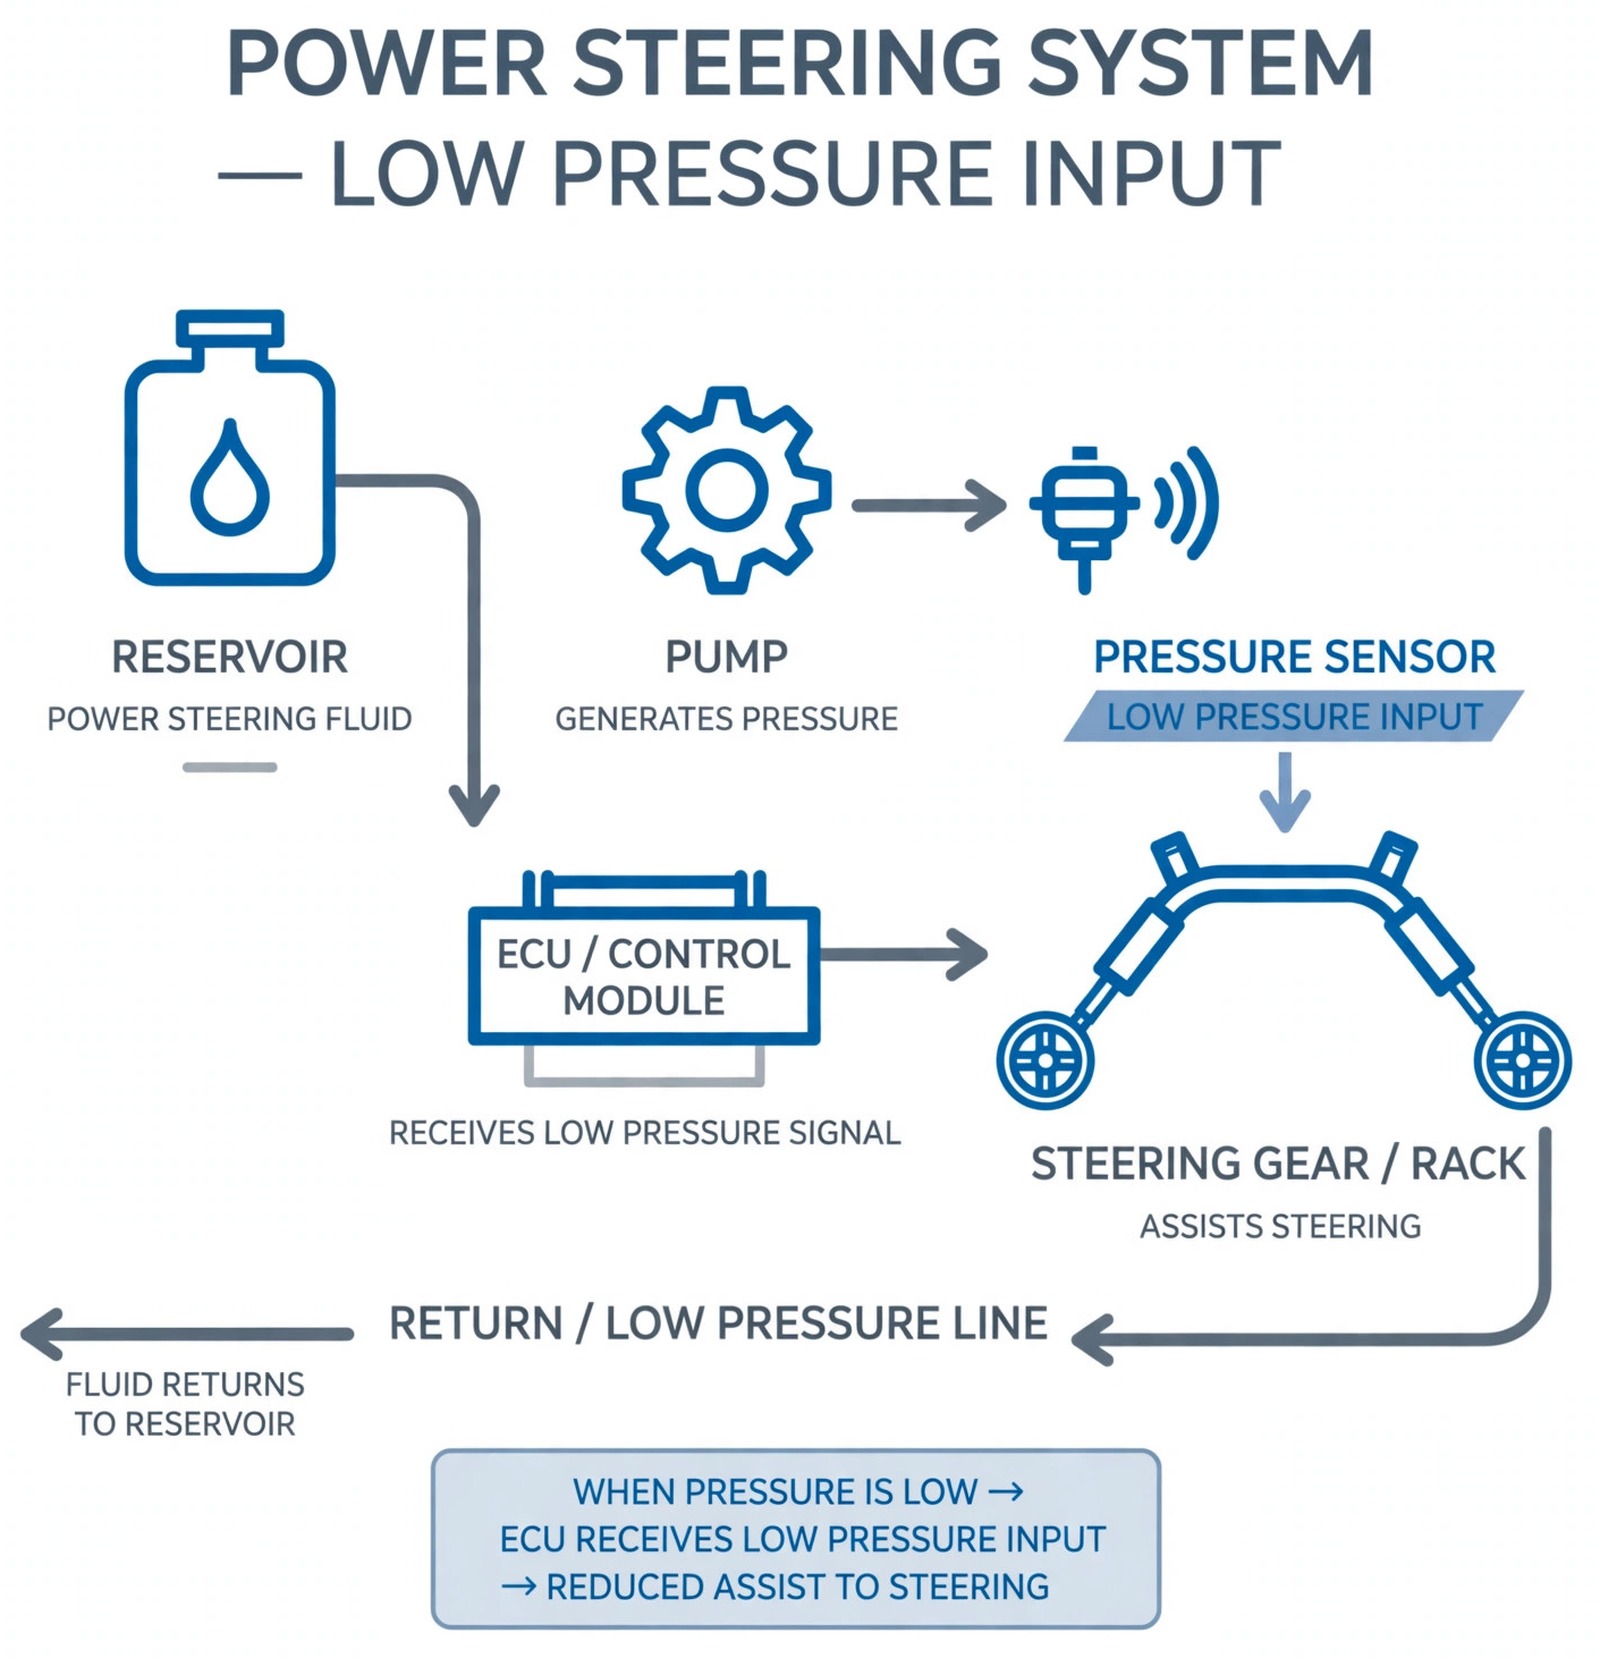 POWER STEERING SYSTEM
— LOW PRESSURE INPUT
RESERVOIR
POWER STEERING FLUID
PUMP
GENERATES PRESSURE
PRESSURE SENSOR
LOW PRESSURE INPUT
ECU / CONTROL
MODULE
RECEIVES LOW PRESSURE SIGNAL
STEERING GEAR / RACK
ASSISTS STEERING
RETURN / LOW PRESSURE LINE
FLUID RETURNS
TO RESERVOIR
WHEN PRESSURE IS LOW →
ECU RECEIVES LOW PRESSURE INPUT
→ REDUCED ASSIST TO STEERING